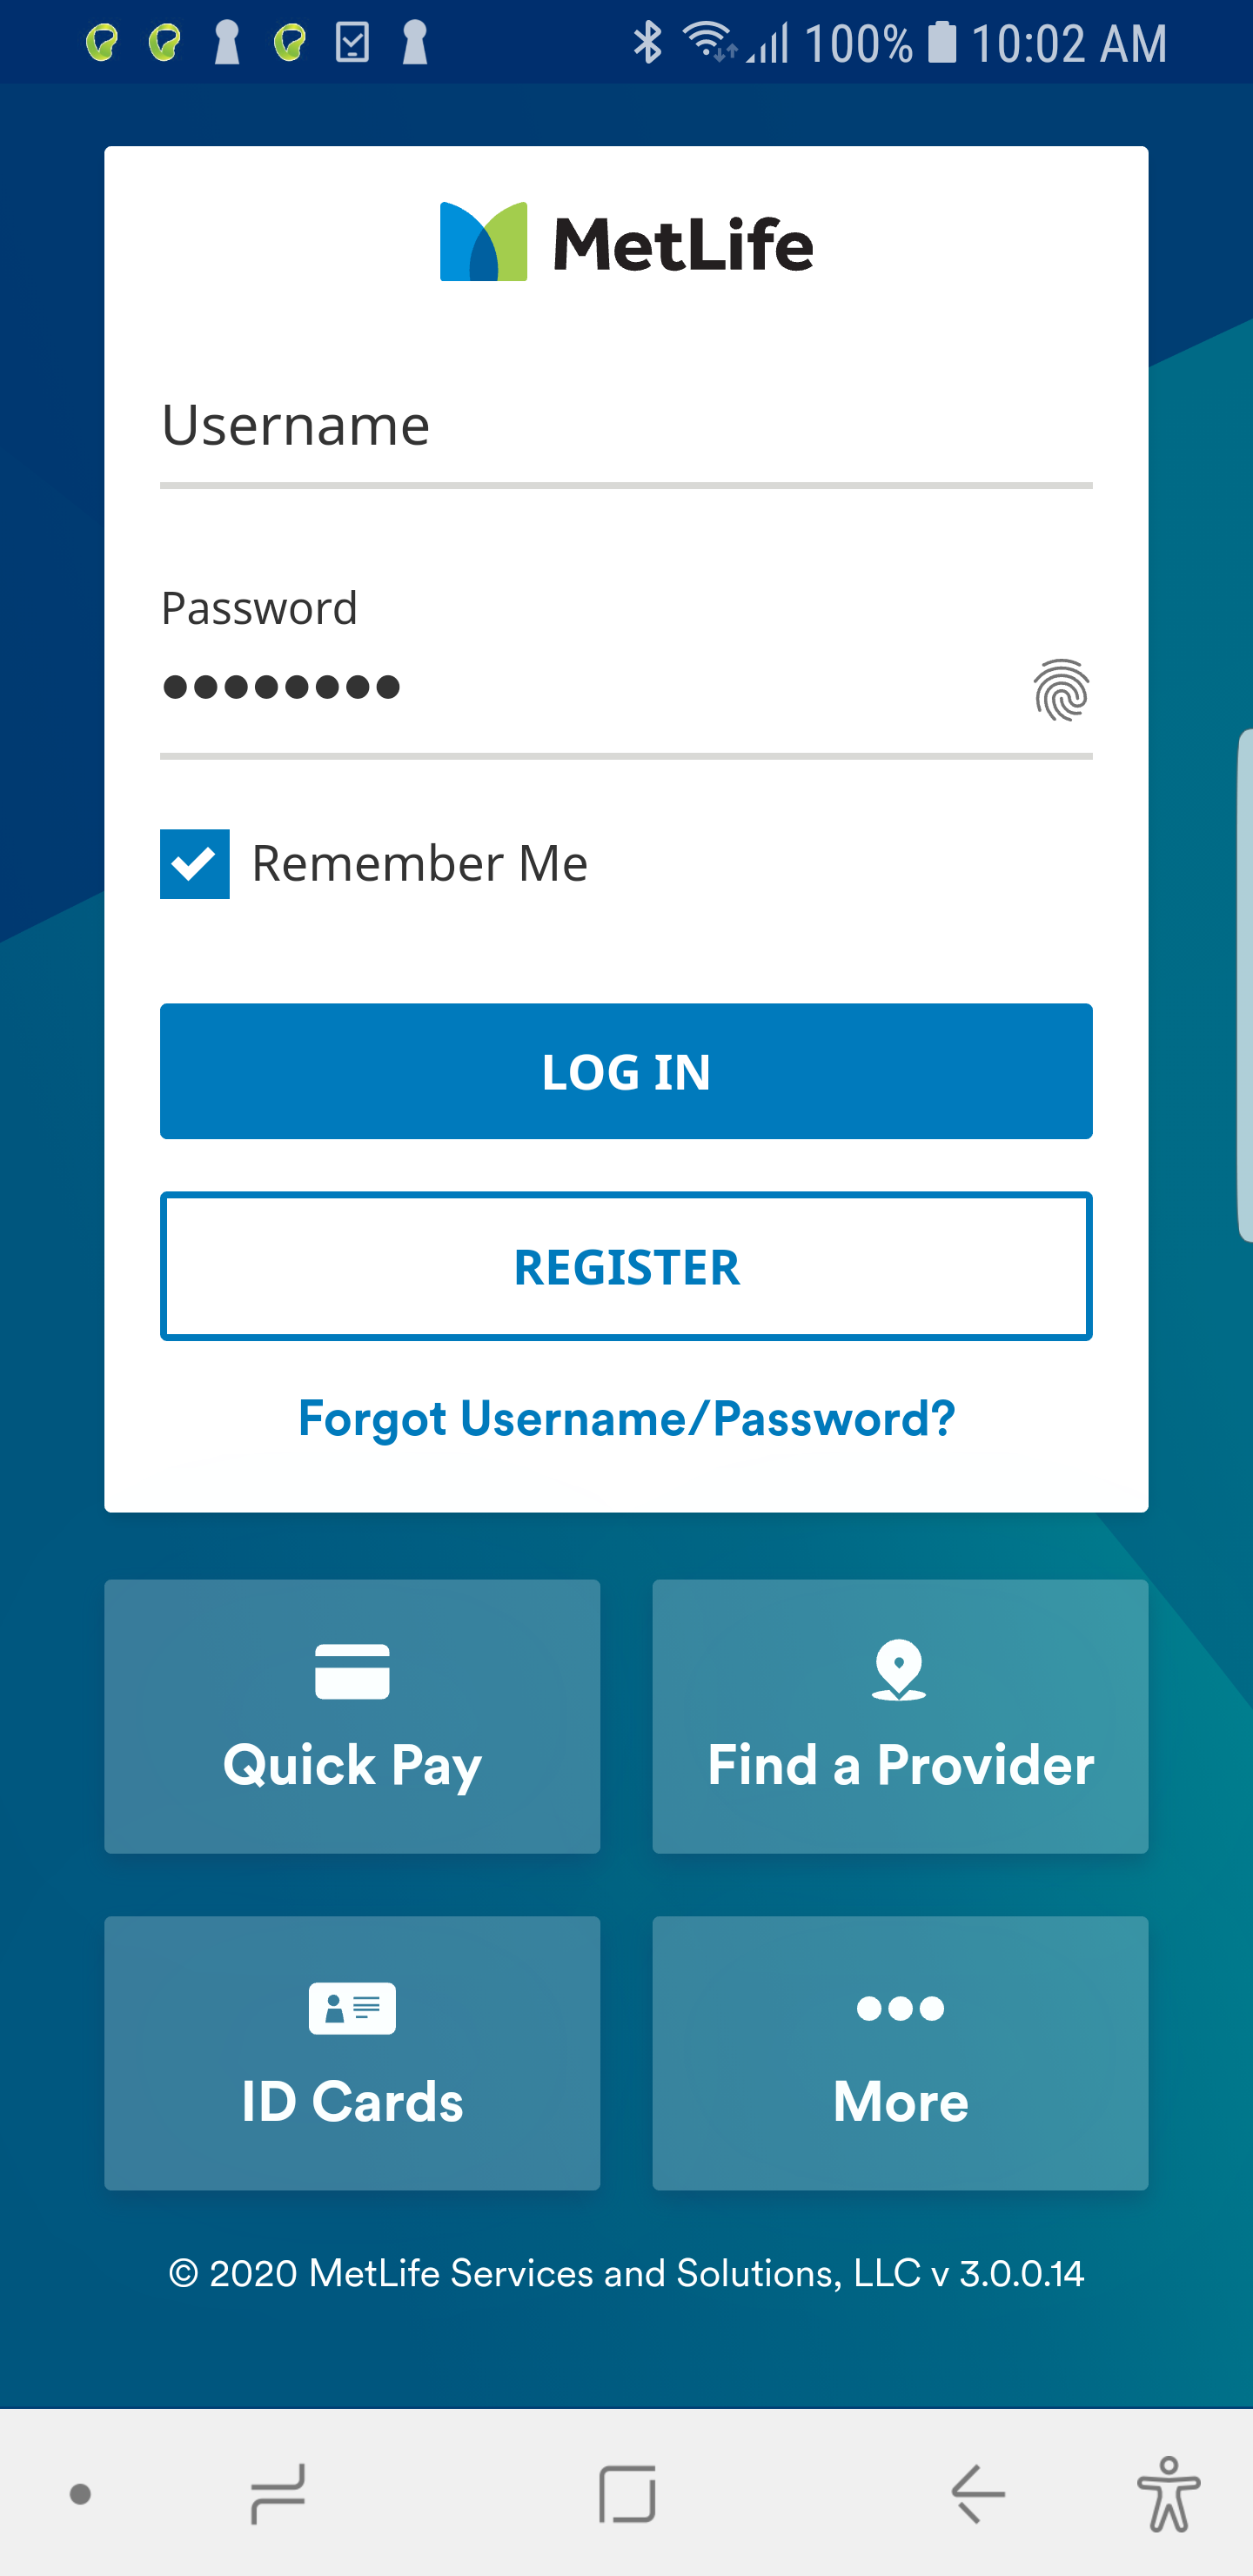 100% 10:02 AM
MetLife
Username
Password
••••••••
Remember Me
LOG IN
REGISTER
Forgot Username/Password?
Quick Pay
Find a Provider
ID Cards
More
© 2020 MetLife Services and Solutions, LLC v 3.0.0.14